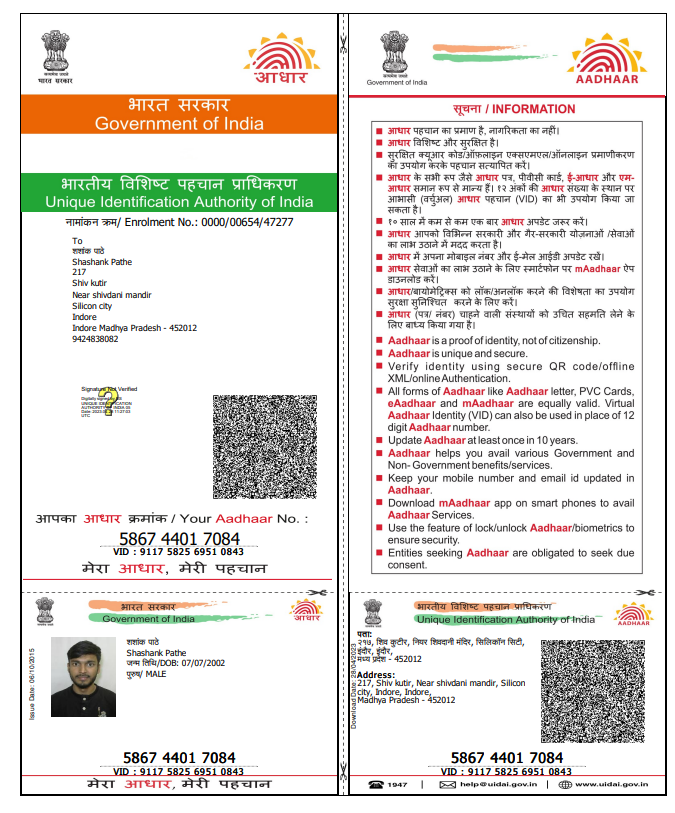 सत्यमेव जयते
भारत सरकार
आधार
भारत सरकार
Government of India
भारतीय विशिष्ट पहचान प्राधिकरण
Unique Identification Authority of India
नामांकन क्रम/ Enrolment No.: 0000/00654/47277
To
शशांक पाठे
Shashank Pathe
217
Shiv kutir
Near shivdani mandir
Silicon city
Indore
Indore Madhya Pradesh - 452012
9424838082
Signature Not Verified
आपका आधार क्रमांक / Your Aadhaar No. :
5867 4401 7084
VID : 9117 5825 6951 0843
मेरा आधार, मेरी पहचान
Government of India
AADHAAR
सूचना / INFORMATION
■ आधार पहचान का प्रमाण है, नागरिकता का नहीं।
■ आधार विशिष्ट और सुरक्षित है।
■ सुरक्षित क्यूआर कोड/ऑफ़लाइन एक्सएमएल/ऑनलाइन प्रमाणीकरण
का उपयोग करके पहचान सत्यापित करें।
■ आधार के सभी रूप जैसे आधार पत्र, पीवीसी कार्ड, ई-आधार और एम-
आधार समान रूप से मान्य हैं। १२ अंकों की आधार संख्या के स्थान पर
आभासी (वर्चुअल) आधार पहचान (VID) का भी उपयोग किया जा
सकता है।
■ १० साल में कम से कम एक बार आधार अपडेट जरूर करें।
■ आधार आपको विभिन्न सरकारी और गैर-सरकारी योजनाओं /सेवाओं
का लाभ उठाने में मदद करता है।
■ आधार में अपना मोबाइल नंबर और ई-मेल आईडी अपडेट रखें।
■ आधार सेवाओं का लाभ उठाने के लिए स्मार्टफोन पर mAadhaar ऐप
डाउनलोड करें।
■ आधार/बायोमेट्रिक्स को लॉक/अनलॉक करने की विशेषता का उपयोग
सुरक्षा सुनिश्चित करने के लिए करें।
■ आधार (पत्र/ नंबर) चाहने वाली संस्थाओं को उचित सहमति लेने के
लिए बाध्य किया गया है।
■ Aadhaar is a proof of identity, not of citizenship.
■ Aadhaar is unique and secure.
■ Verify identity using secure QR code/offline
XML/online Authentication.
■ All forms of Aadhaar like Aadhaar letter, PVC Cards,
eAadhaar and mAadhaar are equally valid. Virtual
Aadhaar Identity (VID) can also be used in place of 12
digit Aadhaar number.
■ Update Aadhaar at least once in 10 years.
■ Aadhaar helps you avail various Government and
Non- Government benefits/services.
■ Keep your mobile number and email id updated in
Aadhaar.
■ Download mAadhaar app on smart phones to avail
Aadhaar Services.
■ Use the feature of lock/unlock Aadhaar/biometrics to
ensure security.
■ Entities seeking Aadhaar are obligated to seek due
consent.
भारत सरकार
Government of India
आधार
Issue Date: 06/10/2015
शशांक पाठे
Shashank Pathe
जन्म तिथि/DOB: 07/07/2002
पुरुष/ MALE
5867 4401 7084
VID : 9117 5825 6951 0843
मेरा आधार, मेरी पहचान
भारतीय विशिष्ट पहचान प्राधिकरण
Unique Identification Authority of India
AADHAAR
पता:
२१७, शिव कुटीर, नियर शिवदानी मंदिर, सिलिकॉन सिटी,
इंदौर, इंदौर,
मध्य प्रदेश - 452012
Address:
217, Shiv kutir, Near shivdani mandir, Silicon
city, Indore, Indore,
Madhya Pradesh - 452012
5867 4401 7084
VID : 9117 5825 6951 0843
1947 | help@uidai.gov.in | www.uidai.gov.in